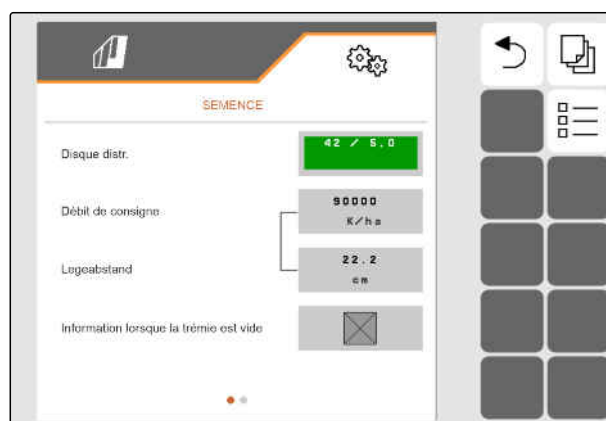 SEMENCE
Disque distr.
42 / 5,0
Débit de consigne
90000
K/ha
Legeabstand
22.2
cm
Information lorsque la trémie est vide